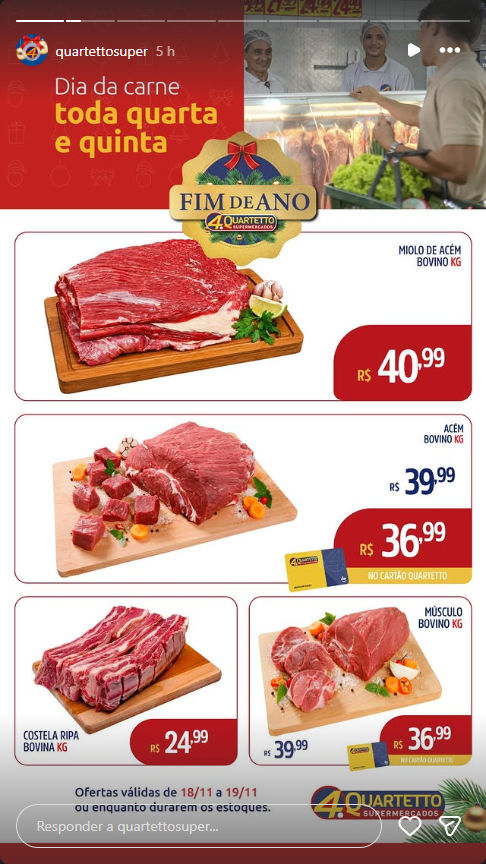 quartettosuper 5 h
Dia da carne
toda quarta
e quinta
FIM DE ANO
4.QUARTETTO
SUPERMERCADOS
MIOLO DE ACÉM
BOVINO KG
R$ 40,99
ACÉM
BOVINO KG
R$ 39,99
R$ 36,99
4.QUARTETTO
NO CARTÃO QUARTETTO
COSTELA RIPA
BOVINA KG
R$ 24,99
MÚSCULO
BOVINO KG
R$ 39,99
R$ 36,99
NO CARTÃO QUARTETTO
Ofertas válidas de 18/11 a 19/11
ou enquanto durarem os estoques.
4.QUARTETTO
SUPERMERCADOS
Responder a quartettosuper...